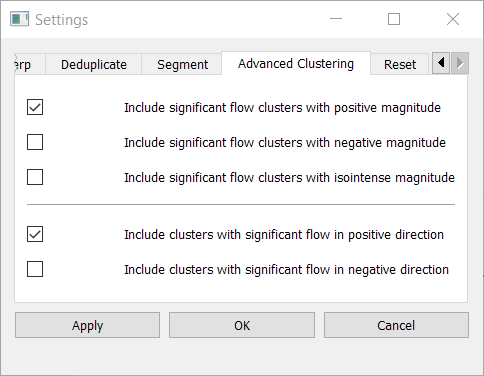 Settings
erp Deduplicate Segment Advanced Clustering Reset
Include significant flow clusters with positive magnitude
Include significant flow clusters with negative magnitude
Include significant flow clusters with isointense magnitude
Include clusters with significant flow in positive direction
Include clusters with significant flow in negative direction
Apply OK Cancel